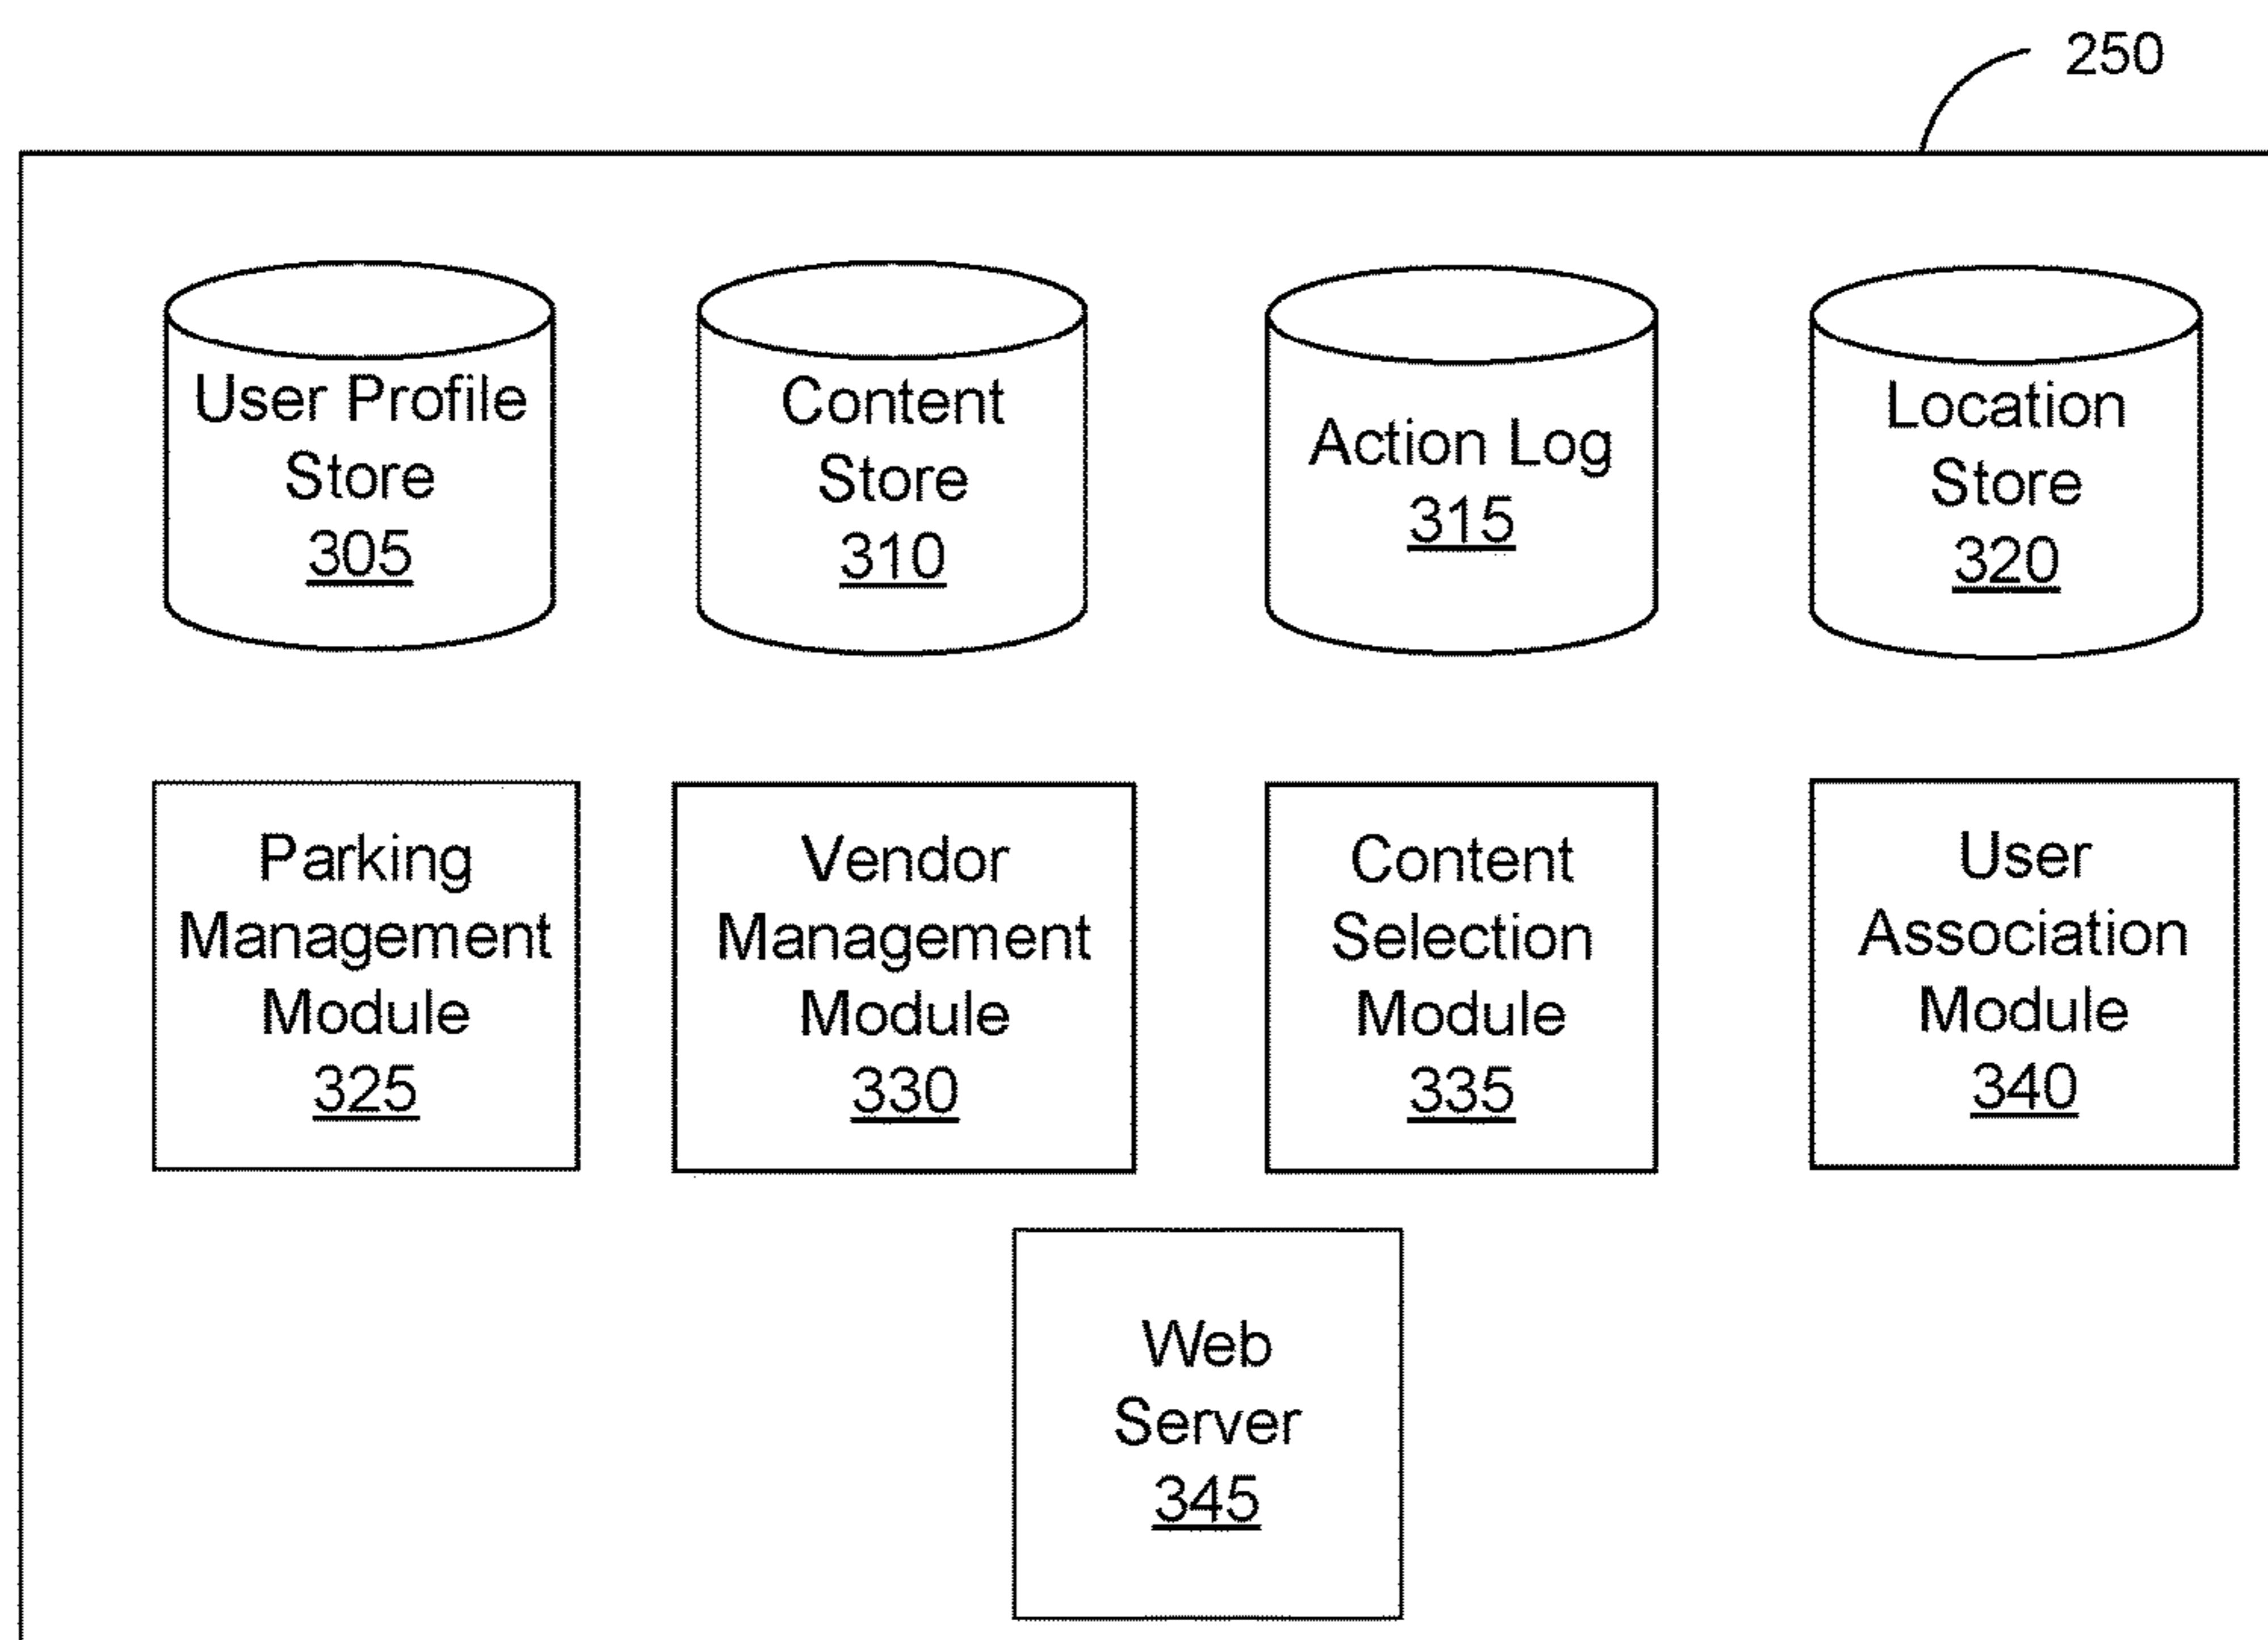 250
User Profile
Store
305
Content
Store
310
Action Log
315
Location
Store
320
Parking
Management
Module
325
Vendor
Management
Module
330
Content
Selection
Module
335
User
Association
Module
340
Web
Server
345